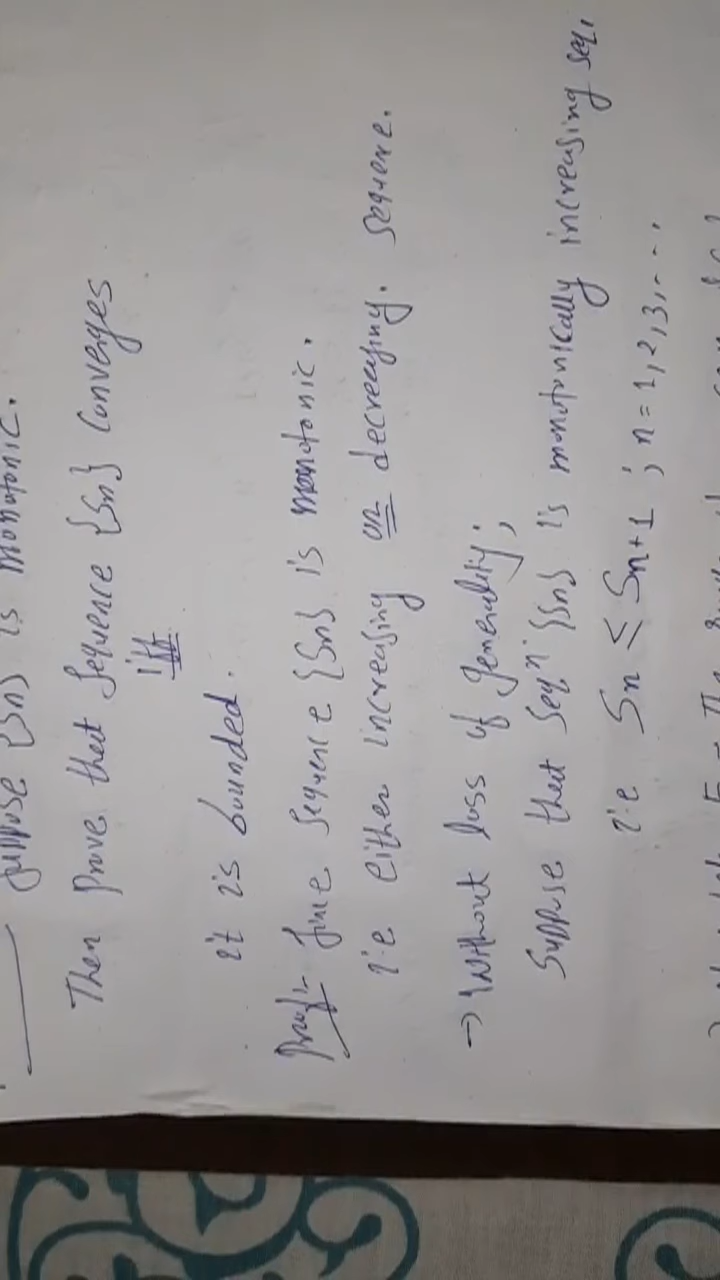 Suppose {Sn} is monotonic.
Then prove that sequence {Sn} converges
iff
it is bounded.
Proof:- Since sequence {Sn} is monotonic.
i.e either increasing or decreasing. sequence.
→ Without loss of generality;
Suppose that seqⁿ {Sn} is monotonically increasing seq.
i.e Sn ≤ Sn+1 ; n = 1, 2, 3, ...